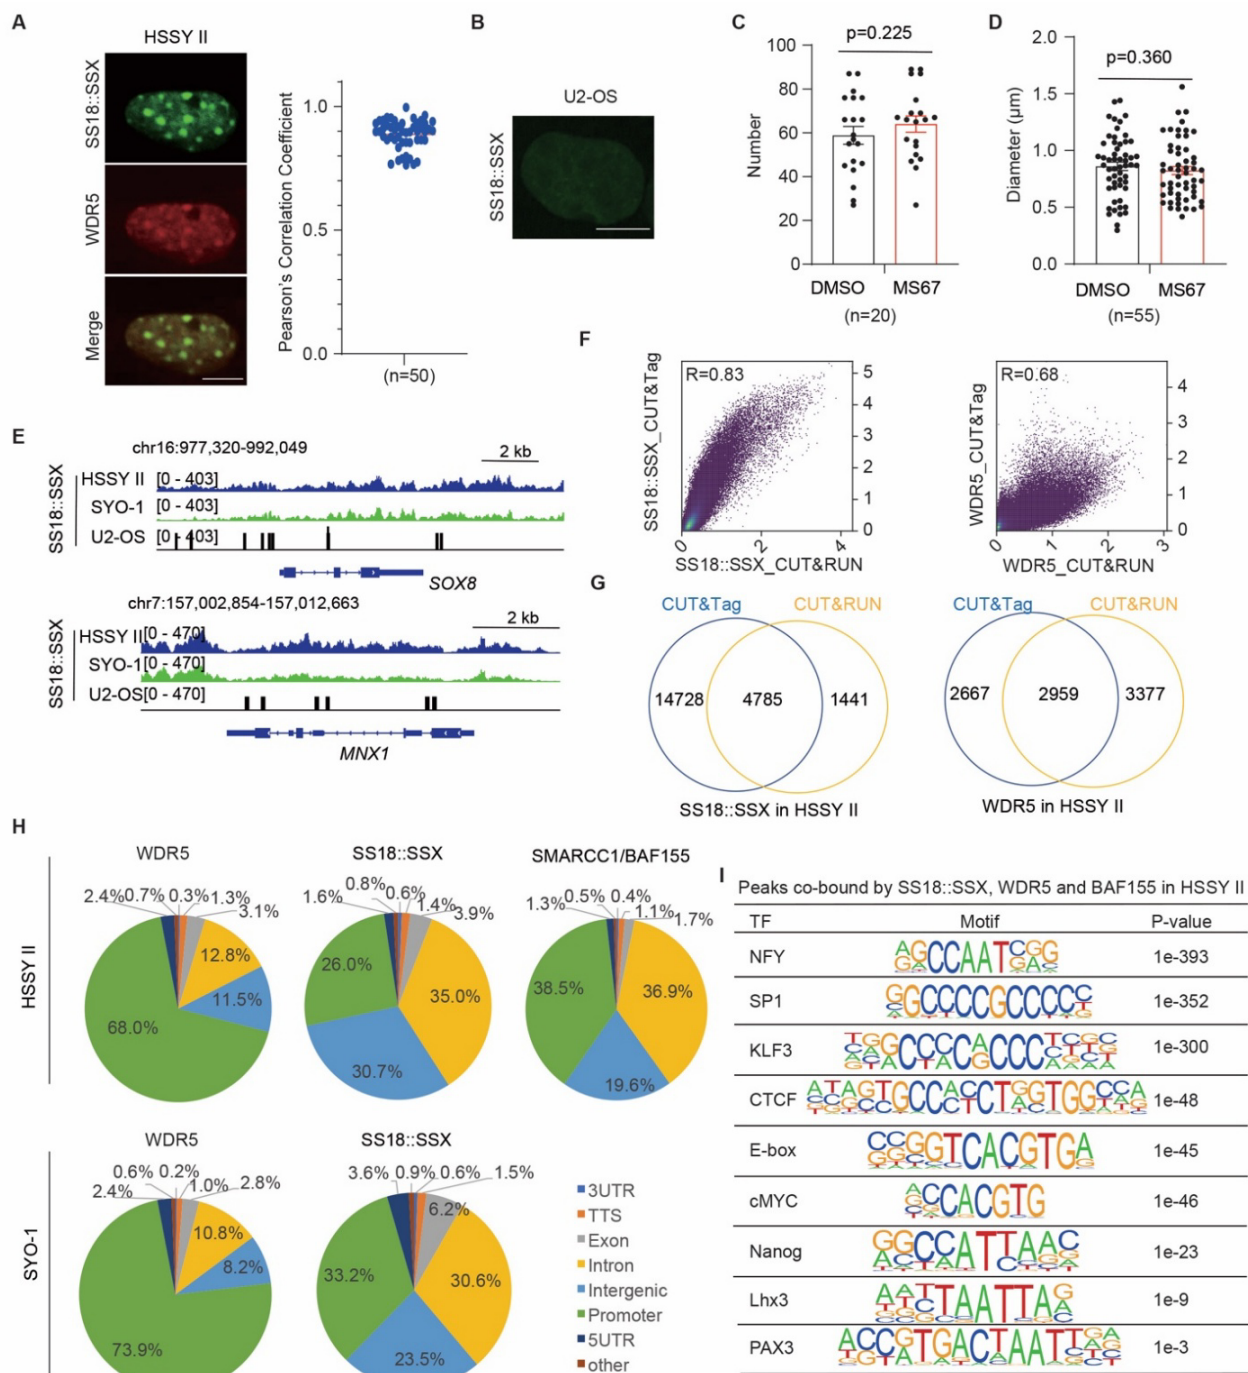 A
HSSY II
SS18::SSX
WDR5
Merge
Pearson's Correlation Coefficient
1.0
0.5
0.0
(n=50)
B
U2-OS
SS18::SSX
C
p=0.225
Number
100
80
60
40
20
0
DMSO MS67
(n=20)
D
p=0.360
Diameter (μm)
2.0
1.5
1.0
0.5
0.0
DMSO MS67
(n=55)
E
chr16:977,320-992,049
2 kb
SS18::SSX
HSSY II [0 - 403]
SYO-1 [0 - 403]
U2-OS [0 - 403]
SOX8
chr7:157,002,854-157,012,663
2 kb
SS18::SSX
HSSY II [0 - 470]
SYO-1 [0 - 470]
U2-OS [0 - 470]
MNX1
F
R=0.83
SS18::SSX_CUT&Tag
5
4
3
2
1
0
0 2 4
SS18::SSX_CUT&RUN
R=0.68
WDR5_CUT&Tag
4
3
2
1
0
0 1 2 3
WDR5_CUT&RUN
G
CUT&Tag CUT&RUN
14728 4785 1441
SS18::SSX in HSSY II
CUT&Tag CUT&RUN
2667 2959 3377
WDR5 in HSSY II
H
HSSY II
WDR5
2.4% 0.7% 0.3% 1.3%
3.1%
12.8%
11.5%
68.0%
SS18::SSX
1.6% 0.8% 0.6% 1.4% 3.9%
26.0%
35.0%
30.7%
SMARCC1/BAF155
1.3% 0.5% 0.4% 1.1% 1.7%
38.5%
36.9%
19.6%
SYO-1
WDR5
2.4% 0.6% 0.2% 1.0% 2.8%
10.8%
8.2%
73.9%
SS18::SSX
3.6% 0.9% 0.6% 1.5%
6.2%
33.2%
30.6%
23.5%
3UTR
TTS
Exon
Intron
Intergenic
Promoter
5UTR
other
I
Peaks co-bound by SS18::SSX, WDR5 and BAF155 in HSSY II
TF Motif P-value
NFY 1e-393
SP1 1e-352
KLF3 1e-300
CTCF 1e-48
E-box 1e-45
cMYC 1e-46
Nanog 1e-23
Lhx3 1e-9
PAX3 1e-3